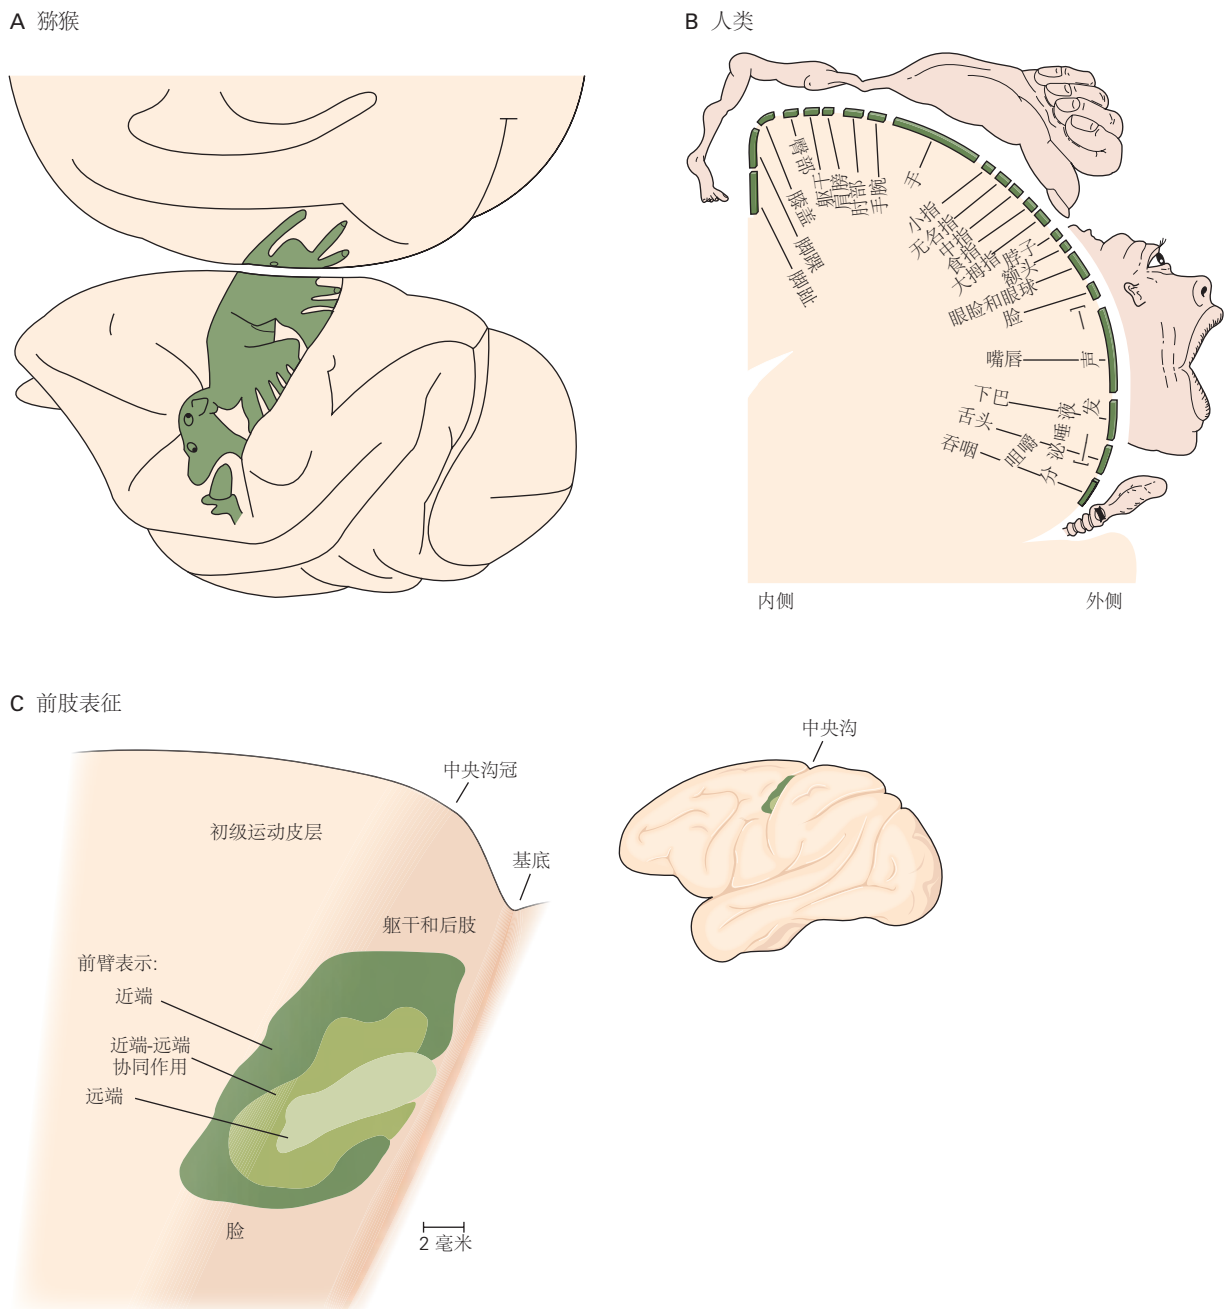 A 猕猴
B 人类
臀部
躯干
肩膀
肘部
手腕
手
膝盖
脚踝
脚趾
小指
无名指
中指
食指
大拇指
脖子
额头
眼睑和眼球
脸
嘴唇
发声
下巴
舌头
吞咽
分泌唾液
咀嚼
内侧
外侧
C 前肢表征
中央沟
中央沟冠
初级运动皮层
基底
躯干和后肢
前臂表示:
近端
近端-远端
协同作用
远端
脸
2 毫米